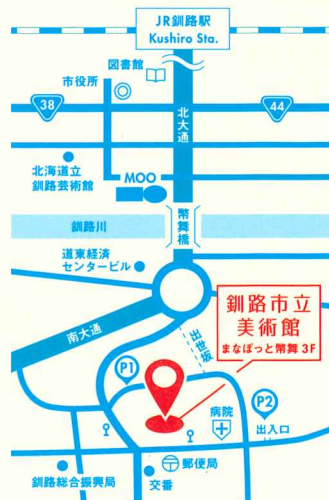 JR釧路駅
Kushiro Sta.
図書館
市役所
38
44
北大通
北海道立
釧路芸術館
MOO
釧路川
幣舞橋
道東経済
センタービル
南大通
出世坂
釧路市立
美術館
まなぼっと幣舞 3F
P1
P2
病院
出入口
郵便局
釧路総合振興局
交番